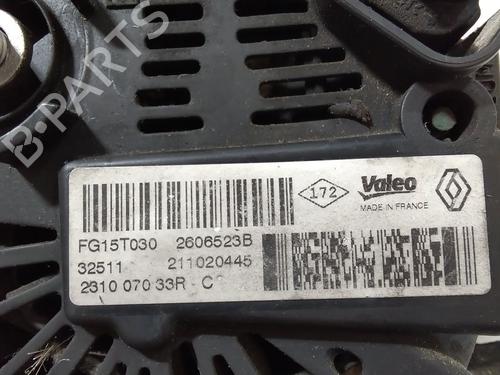 B-PARTS
172
Valeo
MADE IN FRANCE
FG15T030 2606523B
32511 211020445
2310 070 33R - C